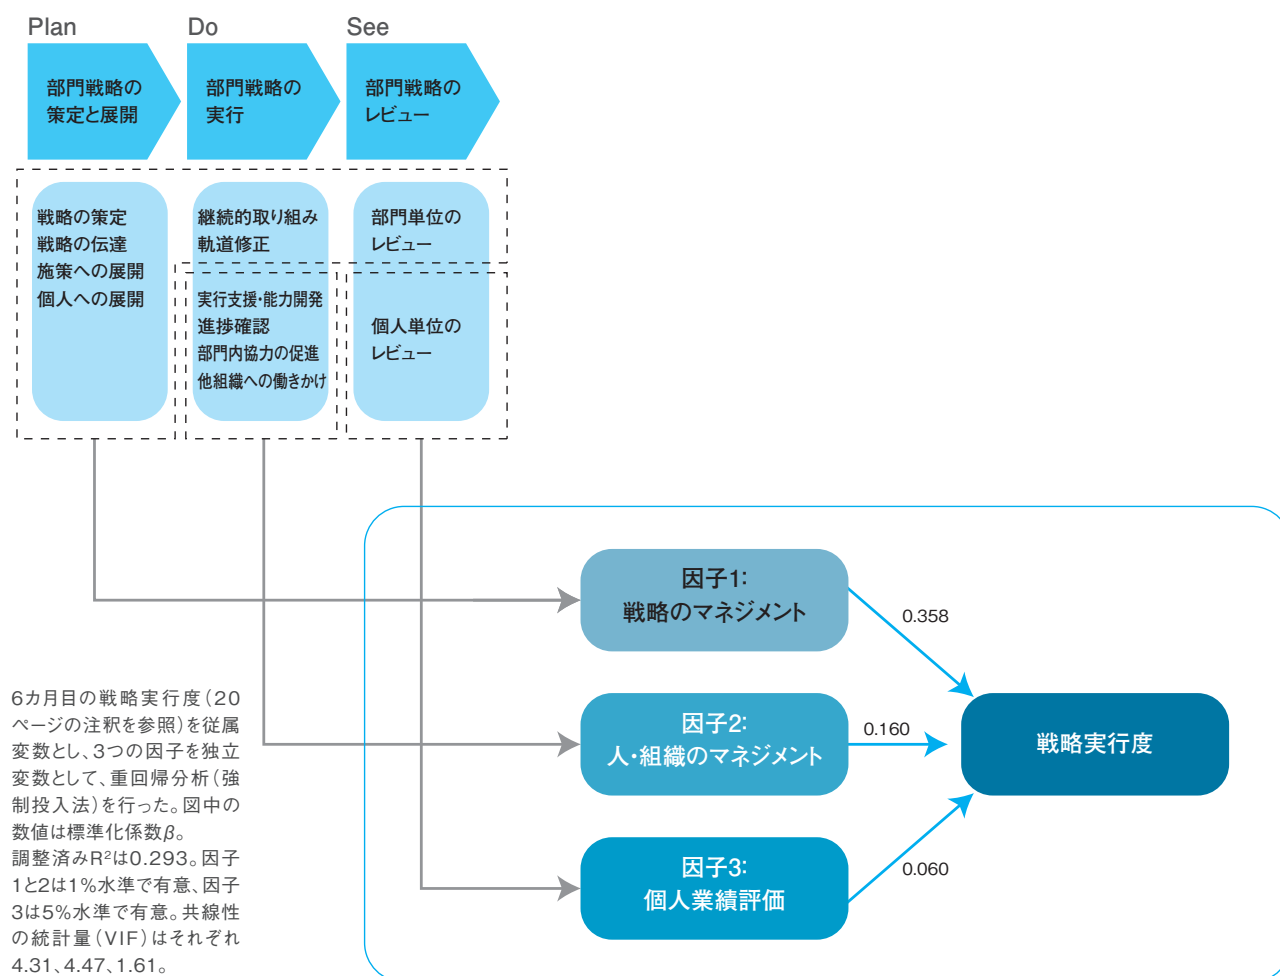 Plan
Do
See
部門戦略の
策定と展開
部門戦略の
実行
部門戦略の
レビュー
戦略の策定
戦略の伝達
施策への展開
個人への展開
継続的取り組み
軌道修正
実行支援・能力開発
進捗確認
部門内協力の促進
他組織への働きかけ
部門単位の
レビュー
個人単位の
レビュー
因子1:
戦略のマネジメント
0.358
因子2:
人・組織のマネジメント
0.160
戦略実行度
因子3:
個人業績評価
0.060
6カ月目の戦略実行度（20
ページの注釈を参照）を従属
変数とし、3つの因子を独立
変数として、重回帰分析（強
制投入法）を行った。図中の
数値は標準化係数β。
調整済みR²は0.293。因子
1と2は1%水準で有意、因子
3は5%水準で有意。共線性
の統計量（VIF）はそれぞれ
4.31、4.47、1.61。